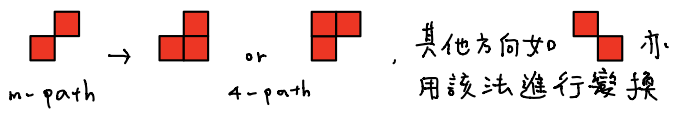 → or , 其他方向如 亦
m-path 4-path 用該法進行變換